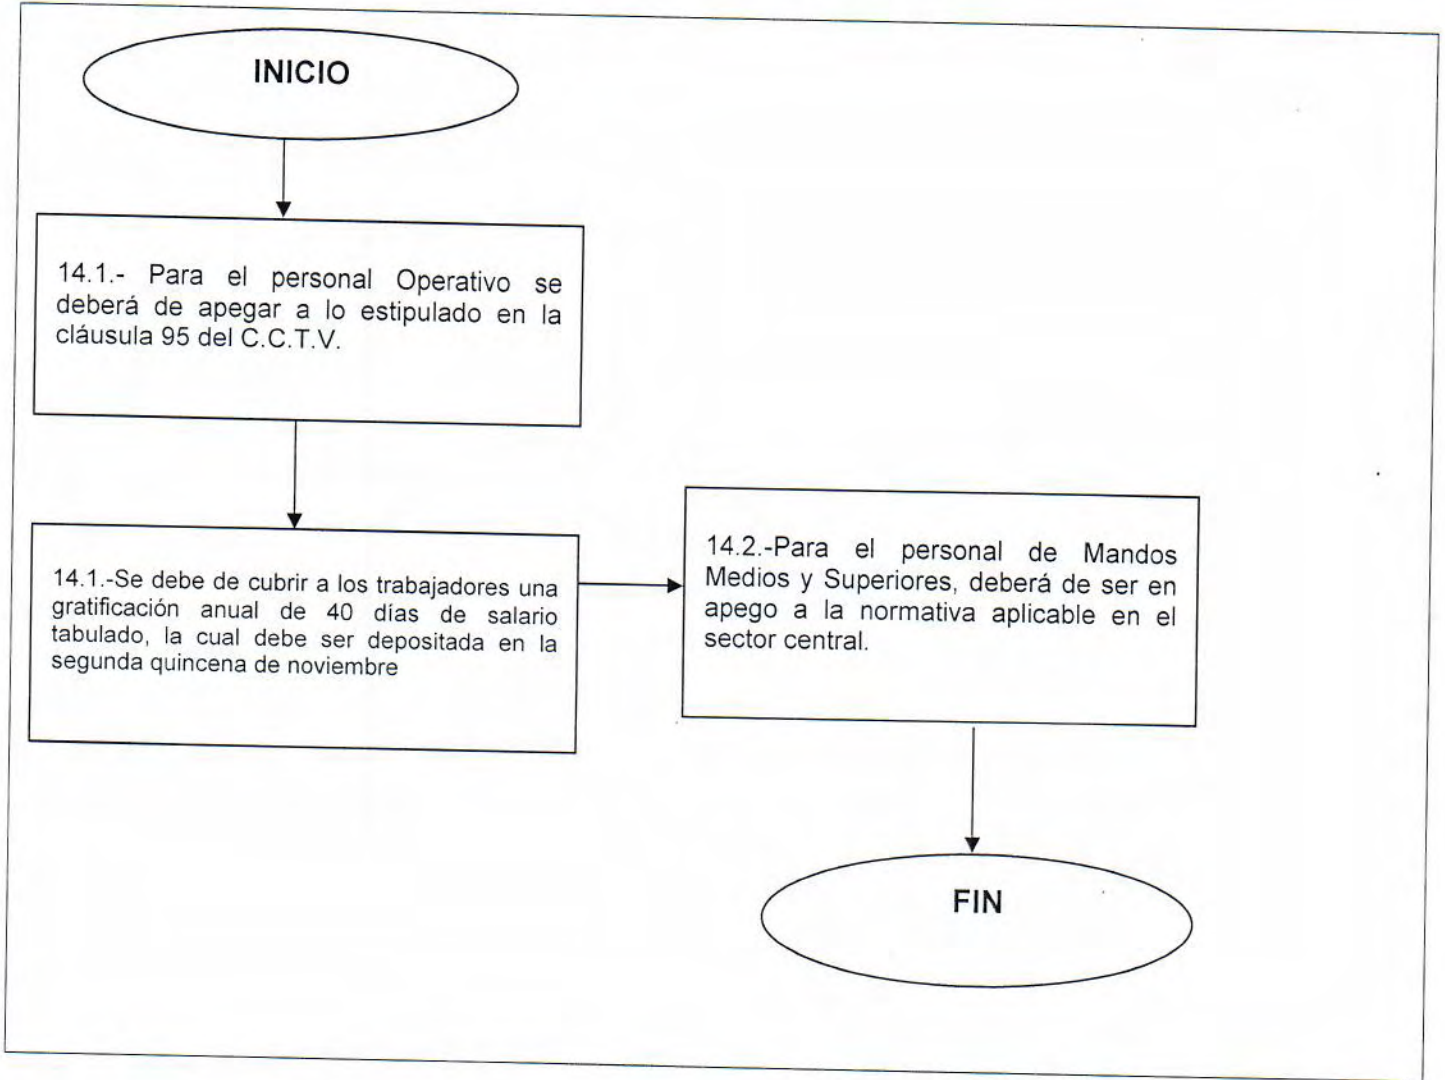 INICIO
14.1.- Para el personal Operativo se
deberá de apegar a lo estipulado en la
cláusula 95 del C.C.T.V.
14.1.-Se debe de cubrir a los trabajadores una
gratificación anual de 40 días de salario
tabulado, la cual debe ser depositada en la
segunda quincena de noviembre
14.2.-Para el personal de Mandos
Medios y Superiores, deberá de ser en
apego a la normativa aplicable en el
sector central.
FIN